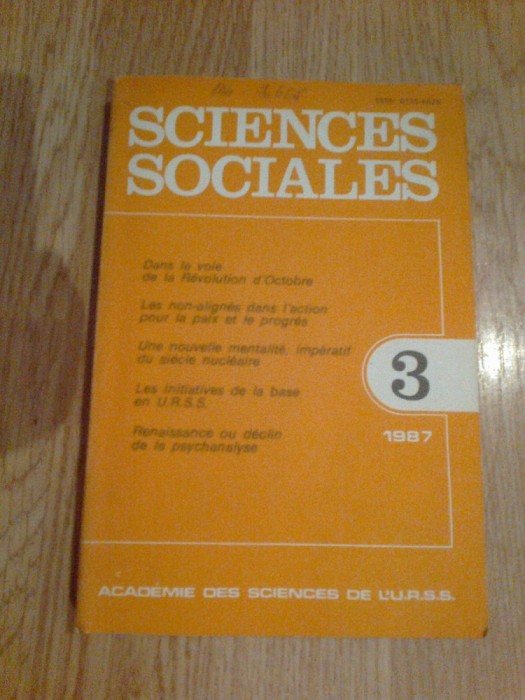 SCIENCES
SOCIALES
Dans la voie
de la Révolution d'Octobre
Les non-alignés dans l'action
pour la paix et le progrès
Une nouvelle mentalité, impératif
du siècle nucléaire
Les initiatives de la base
en U.R.S.S.
Renaissance ou déclin
de la psychanalyse
3
1987
ACADÉMIE DES SCIENCES DE L'U.R.S.S.